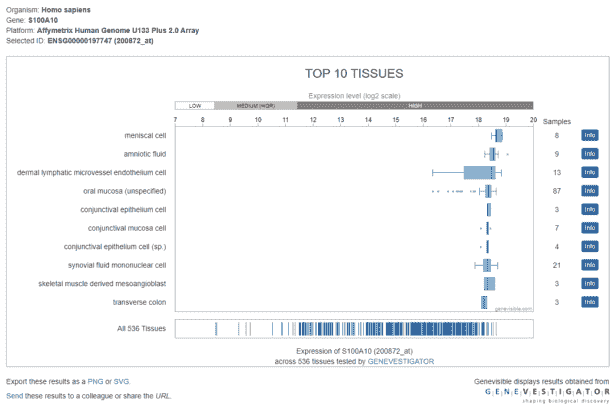 Organism: Homo sapiens
Gene: S100A10
Platform: Affymetrix Human Genome U133 Plus 2.0 Array
Selected ID: ENSG00000197747 (200872_at)
TOP 10 TISSUES
Expression level (log2 scale)
LOW MEDIUM (IQR) HIGH
7 8 9 10 11 12 13 14 15 16 17 18 19 20 Samples
meniscal cell 8 Info
amniotic fluid 9 Info
dermal lymphatic microvessel endothelium cell 13 Info
oral mucosa (unspecified) 87 Info
conjunctival epithelium cell 3 Info
conjunctival mucosa cell 7 Info
conjunctival epithelium cell (sp.) 4 Info
synovial fluid mononuclear cell 21 Info
skeletal muscle derived mesoangioblast 3 Info
transverse colon 3 Info
genevisible.com
All 536 Tissues
Expression of S100A10 (200872_at)
across 536 tissues tested by GENEVESTIGATOR
Export these results as a PNG or SVG.
Send these results to a colleague or share the URL.
Genevisible displays results obtained from
GENEVESTIGATOR
shaping biological discovery